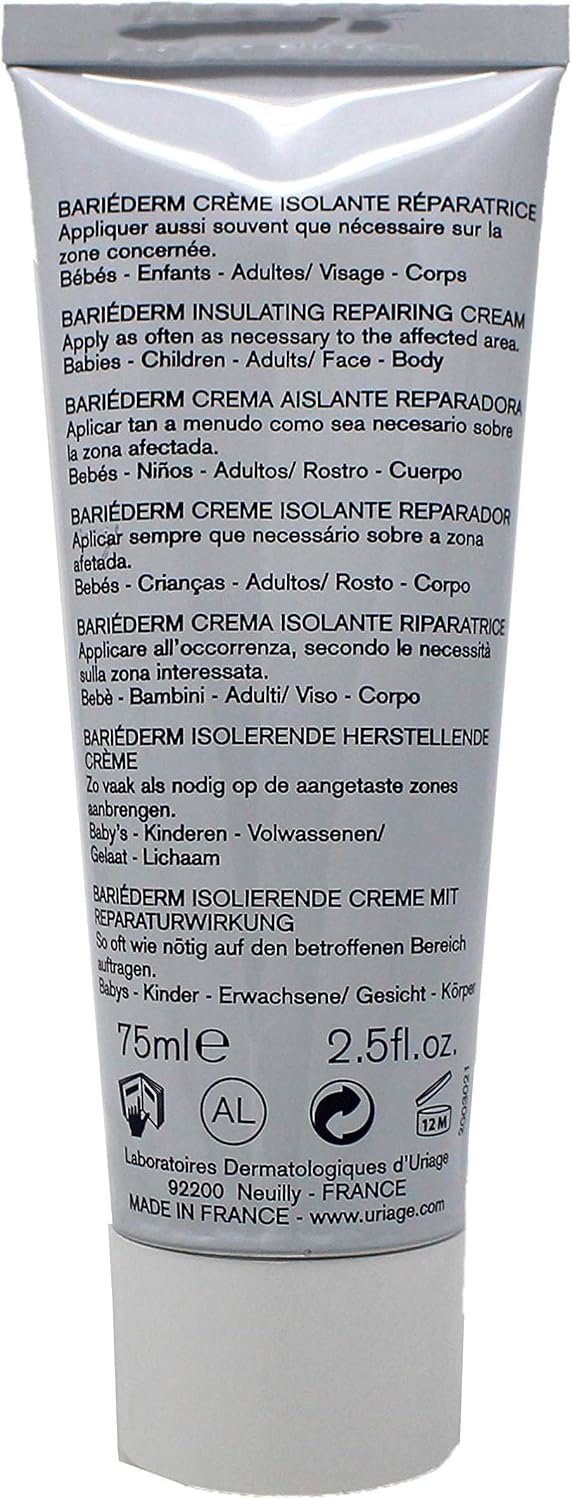 BARIÉDERM CRÈME ISOLANTE RÉPARATRICE
Appliquer aussi souvent que nécessaire sur la
zone concernée.
Bébés - Enfants - Adultes/ Visage - Corps
BARIÉDERM INSULATING REPAIRING CREAM
Apply as often as necessary to the affected area.
Babies - Children - Adults/ Face - Body
BARIÉDERM CREMA AISLANTE REPARADORA
Aplicar tan a menudo como sea necesario sobre
la zona afectada.
Bebés - Niños - Adultos/ Rostro - Cuerpo
BARIÉDERM CREME ISOLANTE REPARADOR
Aplicar sempre que necessário sobre a zona
afetada.
Bebés - Crianças - Adultos/ Rosto - Corpo
BARIÉDERM CREMA ISOLANTE RIPARATRICE
Applicare all'occorrenza, secondo le necessità
sulla zona interessata.
Bebè - Bambini - Adulti/ Viso - Corpo
BARIÉDERM ISOLERENDE HERSTELLENDE
CRÈME
Zo vaak als nodig op de aangetaste zones
aanbrengen.
Baby's - Kinderen - Volwassenen/
Gelaat - Lichaam
BARIÉDERM ISOLIERENDE CREME MIT
REPARATURWIRKUNG
So oft wie nötig auf den betroffenen Bereich
auftragen.
Babys - Kinder - Erwachsene/ Gesicht - Körper
75ml℮ 2.5fl.oz.
AL 12M
2003021
Laboratoires Dermatologiques d'Uriage
92200 Neuilly - FRANCE
MADE IN FRANCE - www.uriage.com